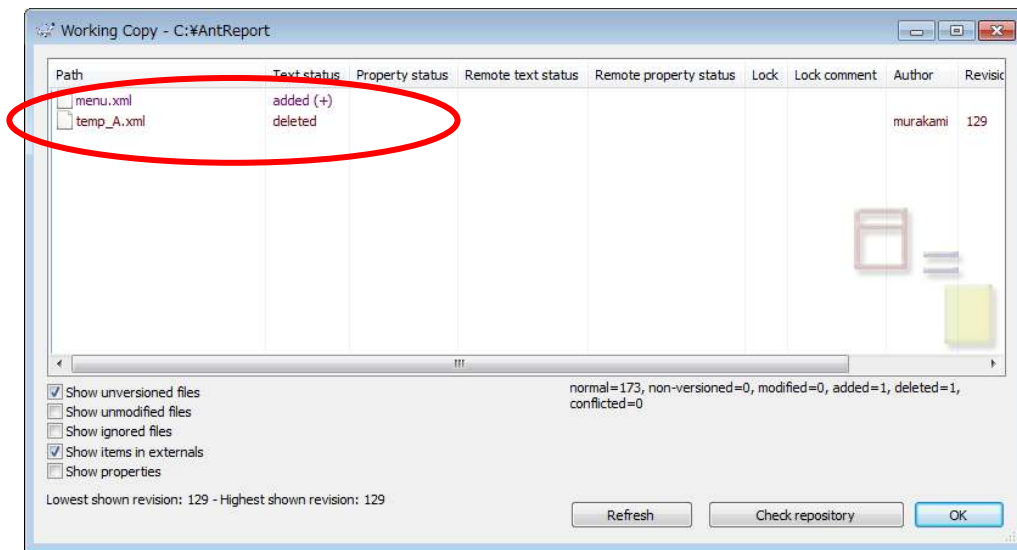 Working Copy - C:¥AntReport
Path Text status Property status Remote text status Remote property status Lock Lock comment Author Revisic
menu.xml added (+)
temp_A.xml deleted murakami 129
Show unversioned files
normal=173, non-versioned=0, modified=0, added=1, deleted=1,
conflicted=0
Show unmodified files
Show ignored files
Show items in externals
Show properties
Lowest shown revision: 129 - Highest shown revision: 129
Refresh Check repository OK